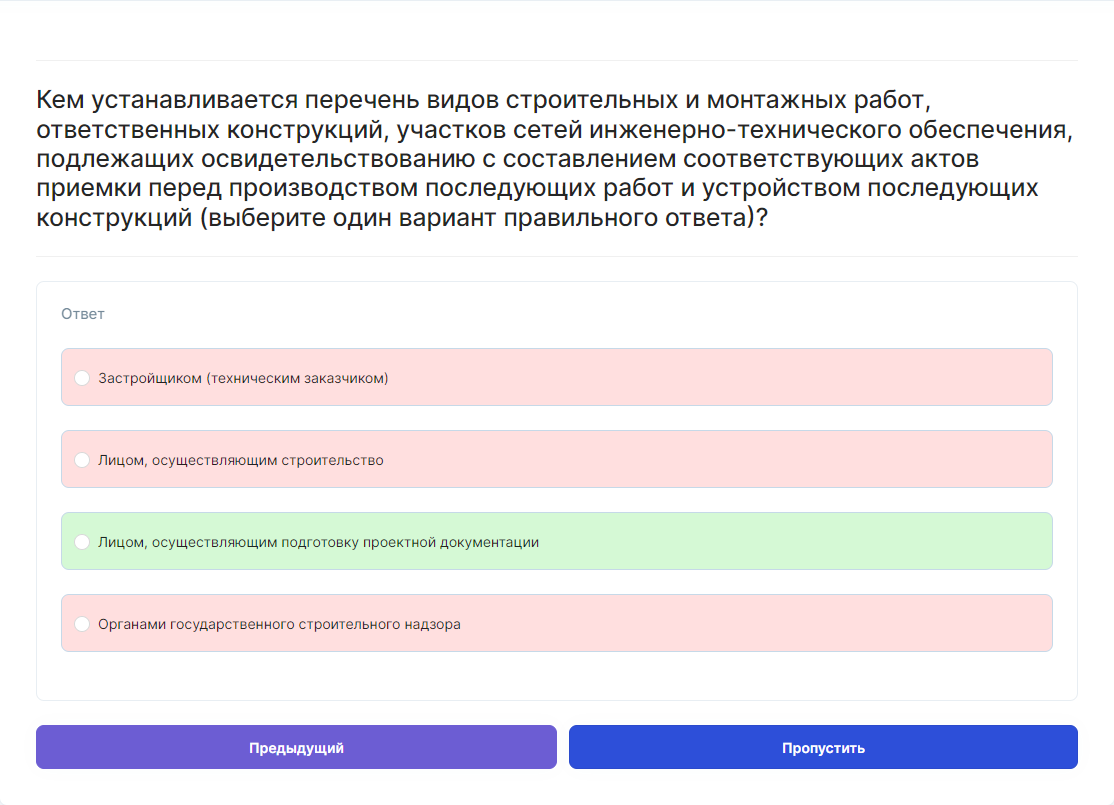 Кем устанавливается перечень видов строительных и монтажных работ,
ответственных конструкций, участков сетей инженерно-технического обеспечения,
подлежащих освидетельствованию с составлением соответствующих актов
приемки перед производством последующих работ и устройством последующих
конструкций (выберите один вариант правильного ответа)?
Ответ
Застройщиком (техническим заказчиком)
Лицом, осуществляющим строительство
Лицом, осуществляющим подготовку проектной документации
Органами государственного строительного надзора
Предыдущий
Пропустить